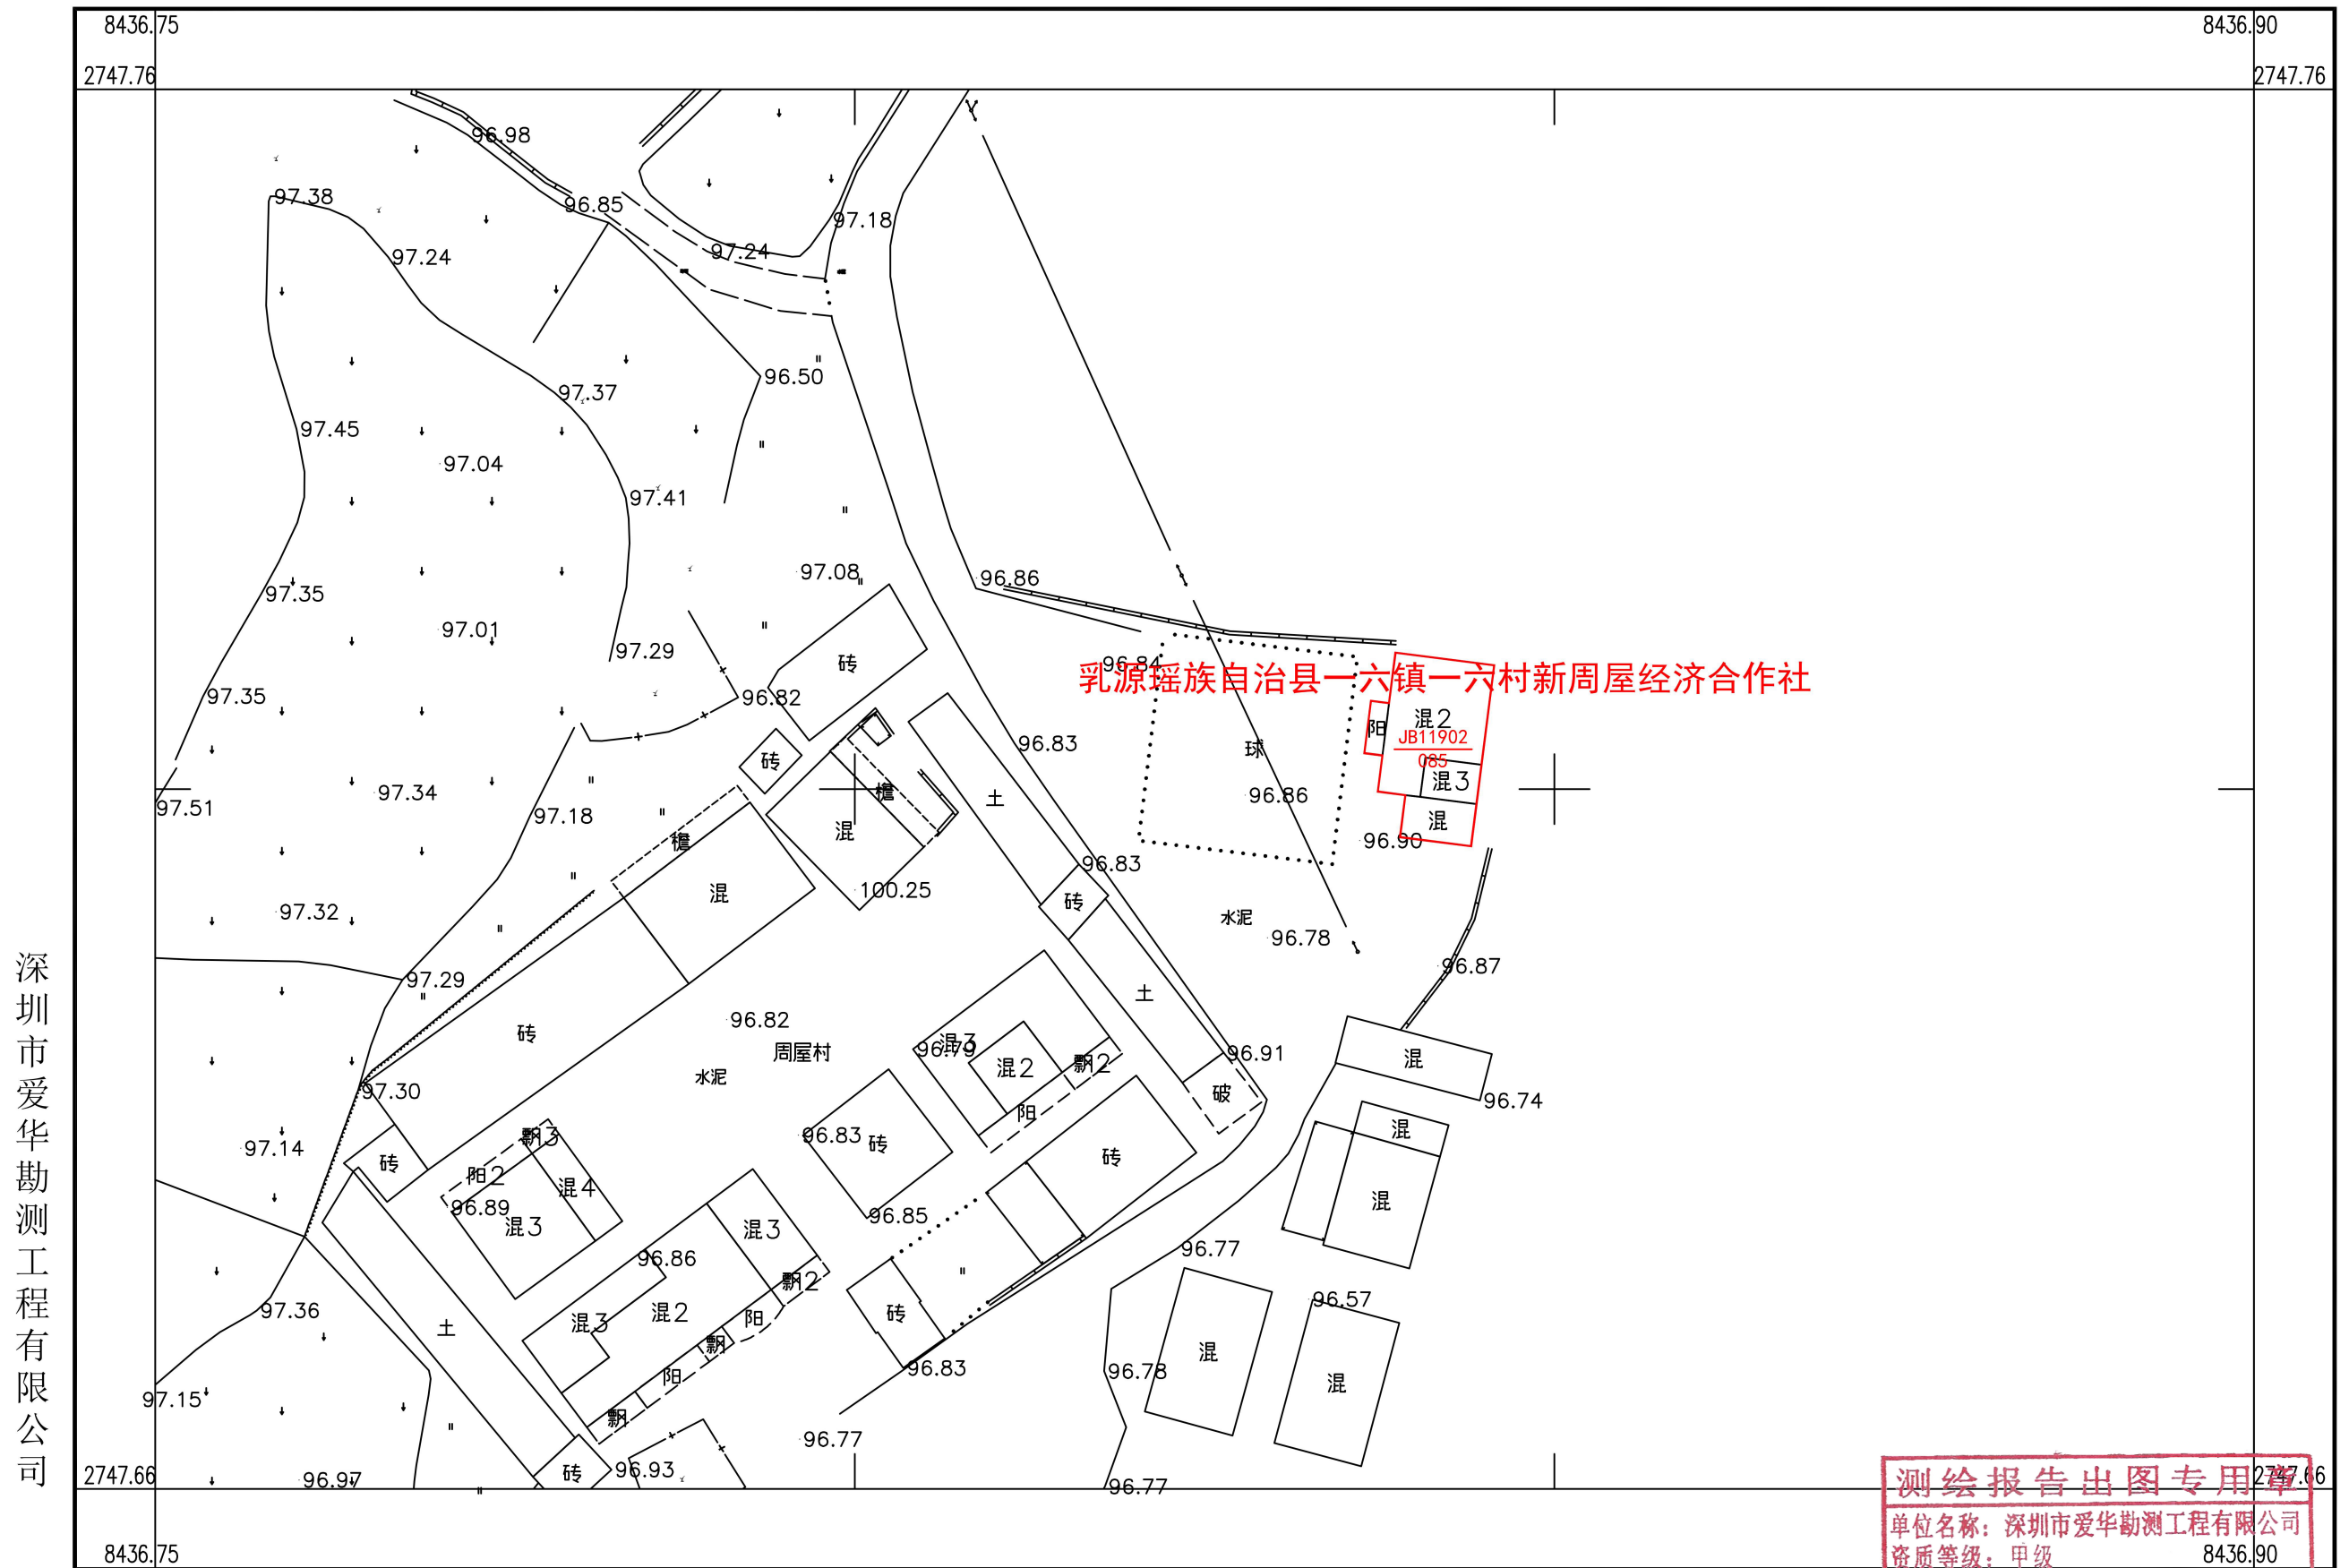 8436.75
8436.90
2747.76
2747.76
96.98
97.38
96.85
97.18
97.24
97.24
96.50
97.37
97.45
97.04
97.41
97.08
96.86
97.35
97.01
97.29
砖
96.84
乳源瑶族自治县一六镇一六村新周屋经济合作社
97.35
96.82
混2
阳
JB11902
085
96.83
球
砖
混3
97.51
97.34
檐
土
96.86
97.18
混
混
檐
96.90
96.83
100.25
混
砖
97.32
水泥
96.78
96.87
97.29
土
96.82
砖
周屋村
96.79
混3
96.91
混
混2
飘2
水泥
97.30
破
96.74
阳
混
96.83
砖
飘3
97.14
砖
砖
阳2
混4
96.89
混3
混
96.85
混3
96.77
96.86
飘2
96.57
97.36
混2
混3
阳
砖
土
飘
混
96.83
96.78
阳
混
97.15
飘
96.77
深圳市爱华勘测工程有限公司
砖
96.93
96.97
96.77
2747.66
2747.66
测绘报告出图专用章
单位名称：深圳市爱华勘测工程有限公司
资质等级：甲级
8436.75
8436.90